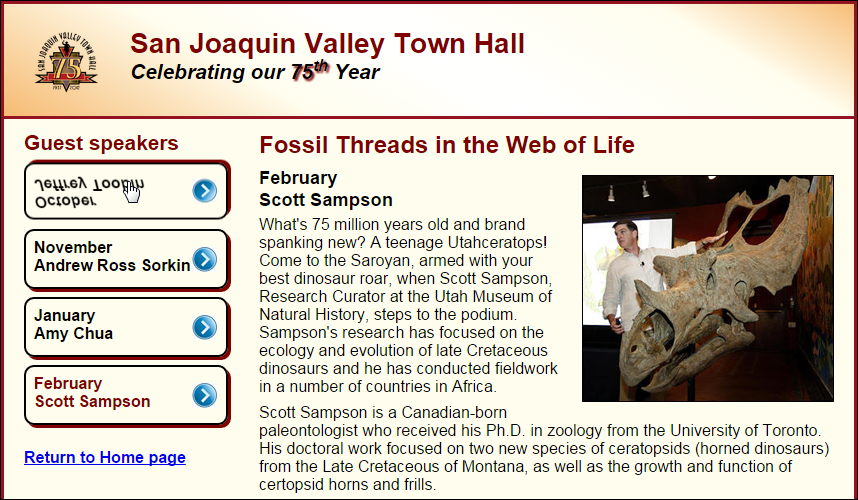 SAN JOAQUIN VALLEY TOWN HALL
75
San Joaquin Valley Town Hall
Celebrating our 75th Year
Guest speakers
October
Jeffrey Toobin
November
Andrew Ross Sorkin
January
Amy Chua
February
Scott Sampson
Return to Home page
Fossil Threads in the Web of Life
February
Scott Sampson
What's 75 million years old and brand
spanking new? A teenage Utahceratops!
Come to the Saroyan, armed with your
best dinosaur roar, when Scott Sampson,
Research Curator at the Utah Museum of
Natural History, steps to the podium.
Sampson's research has focused on the
ecology and evolution of late Cretaceous
dinosaurs and he has conducted fieldwork
in a number of countries in Africa.
Scott Sampson is a Canadian-born
paleontologist who received his Ph.D. in zoology from the University of Toronto.
His doctoral work focused on two new species of ceratopsids (horned dinosaurs)
from the Late Cretaceous of Montana, as well as the growth and function of
certopsid horns and frills.